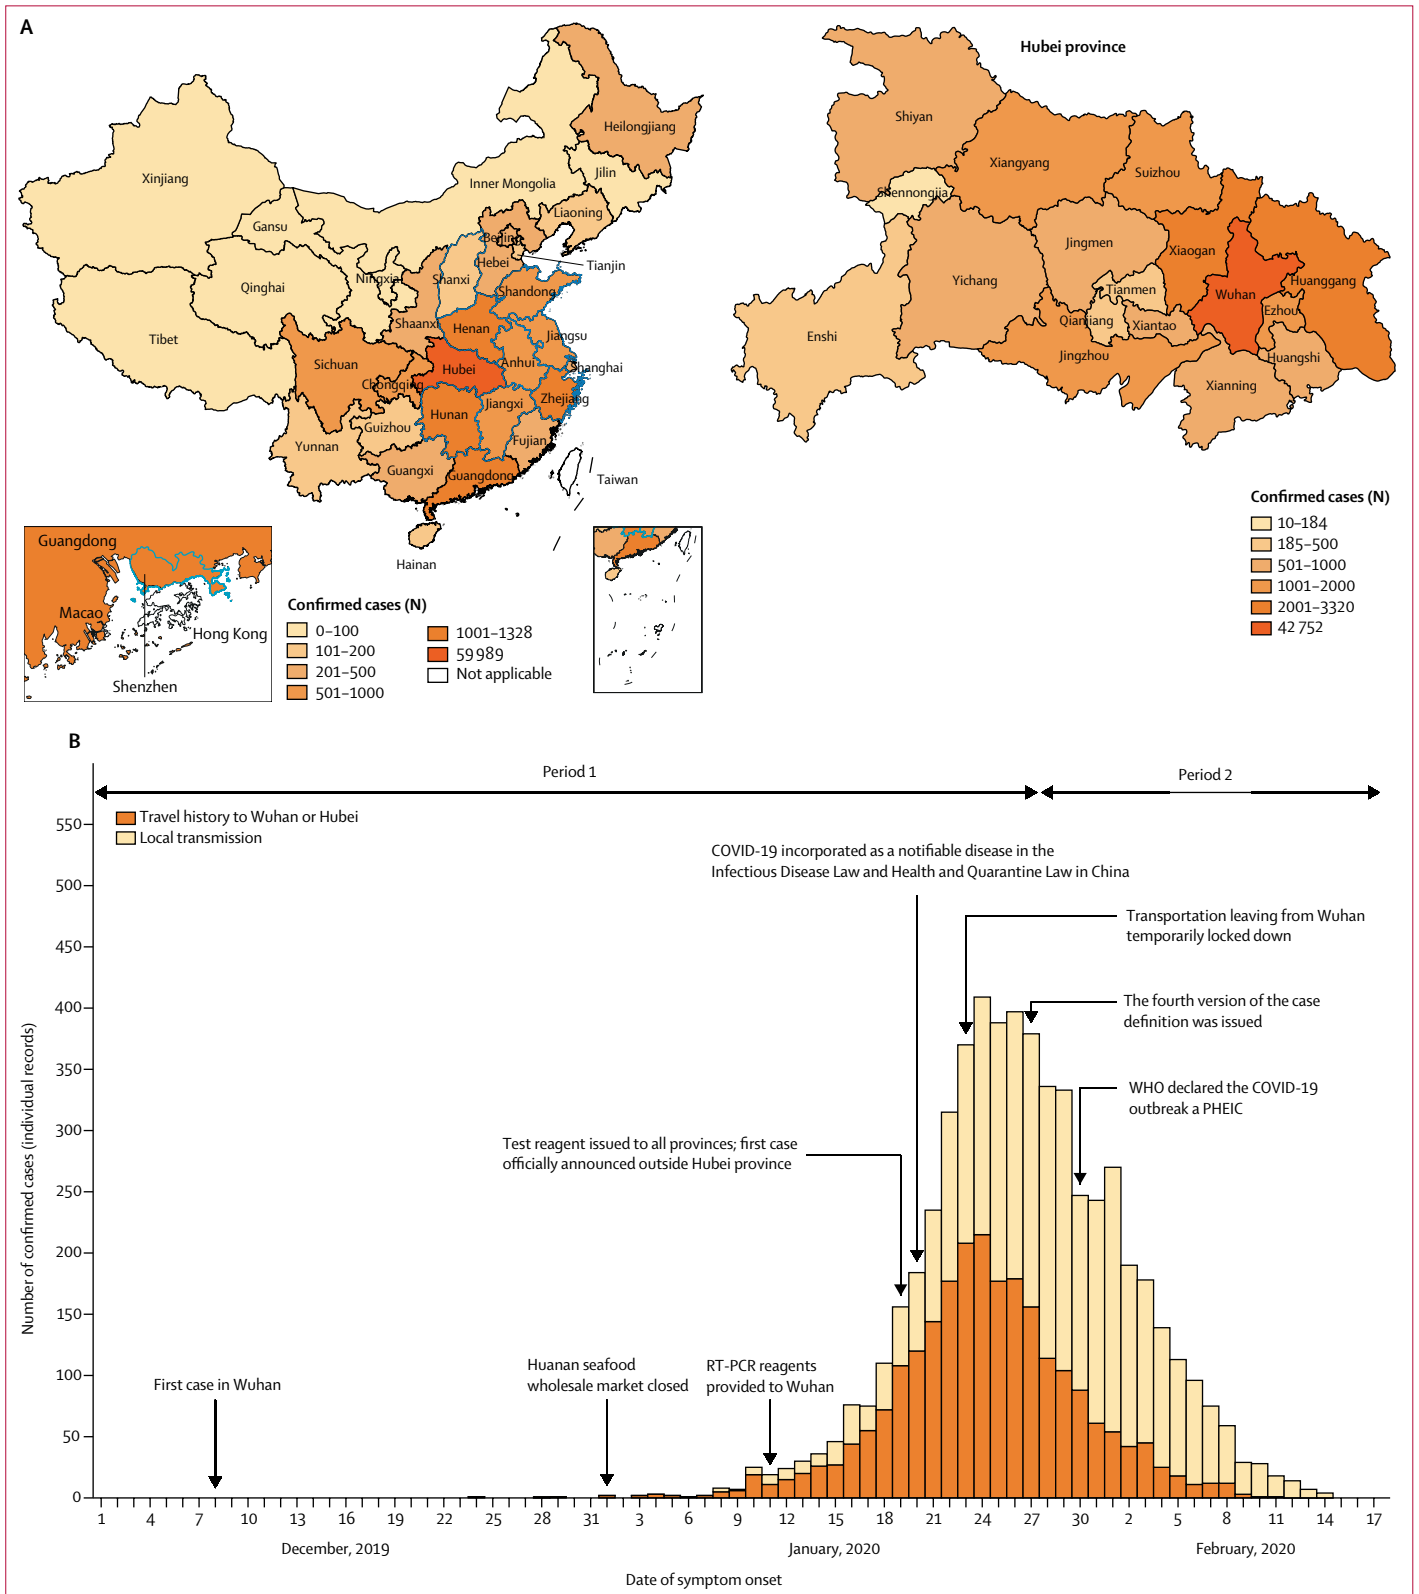 A
Hubei province
Heilongjiang
Jilin
Inner Mongolia
Xinjiang
Liaoning
Gansu
Beijing
Hebei
Tianjin
Ningxia
Shanxi
Qinghai
Shandong
Shaanxi
Henan
Tibet
Jiangsu
Sichuan
Hubei
Anhui
Shanghai
Chongqing
Zhejiang
Hunan
Jiangxi
Guizhou
Fujian
Yunnan
Guangxi
Guangdong
Taiwan
Hainan
Shiyan
Xiangyang
Suizhou
Shennongjia
Jingmen
Xiaogan
Yichang
Tianmen
Wuhan
Huanggang
Ezhou
Qianjiang
Xiantao
Enshi
Jingzhou
Huangshi
Xianning
Guangdong
Macao
Hong Kong
Shenzhen
Confirmed cases (N)
0–100
101–200
201–500
501–1000
1001–1328
59 989
Not applicable
Confirmed cases (N)
10–184
185–500
501–1000
1001–2000
2001–3320
42 752
B
Period 1
Period 2
Travel history to Wuhan or Hubei
Local transmission
COVID-19 incorporated as a notifiable disease in the
Infectious Disease Law and Health and Quarantine Law in China
Transportation leaving from Wuhan
temporarily locked down
The fourth version of the case
definition was issued
WHO declared the COVID-19
outbreak a PHEIC
Test reagent issued to all provinces; first case
officially announced outside Hubei province
Huanan seafood
wholesale market closed
RT-PCR reagents
provided to Wuhan
First case in Wuhan
Number of confirmed cases (individual records)
550
500
450
400
350
300
250
200
150
100
50
0
1 4 7 10 13 16 19 22 25 28 31 3 6 9 12 15 18 21 24 27 30 2 5 8 11 14 17
December, 2019 January, 2020 February, 2020
Date of symptom onset